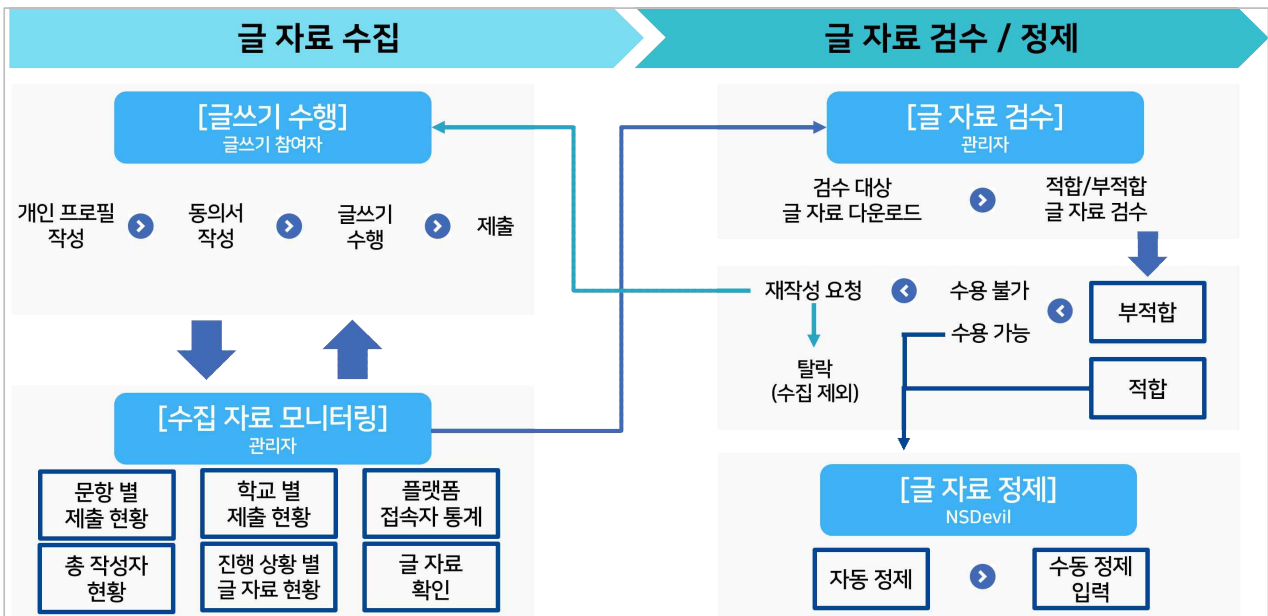 글 자료 수집
글 자료 검수 / 정제
[글쓰기 수행]
글쓰기 참여자
개인 프로필
작성
동의서
작성
글쓰기
수행
제출
[수집 자료 모니터링]
관리자
문항 별
제출 현황
학교 별
제출 현황
플랫폼
접속자 통계
총 작성자
현황
진행 상황 별
글 자료 현황
글 자료
확인
[글 자료 검수]
관리자
검수 대상
글 자료 다운로드
적합/부적합
글 자료 검수
재작성 요청
수용 불가
부적합
수용 가능
탈락
(수집 제외)
적합
[글 자료 정제]
NSDevil
자동 정제
수동 정제
입력